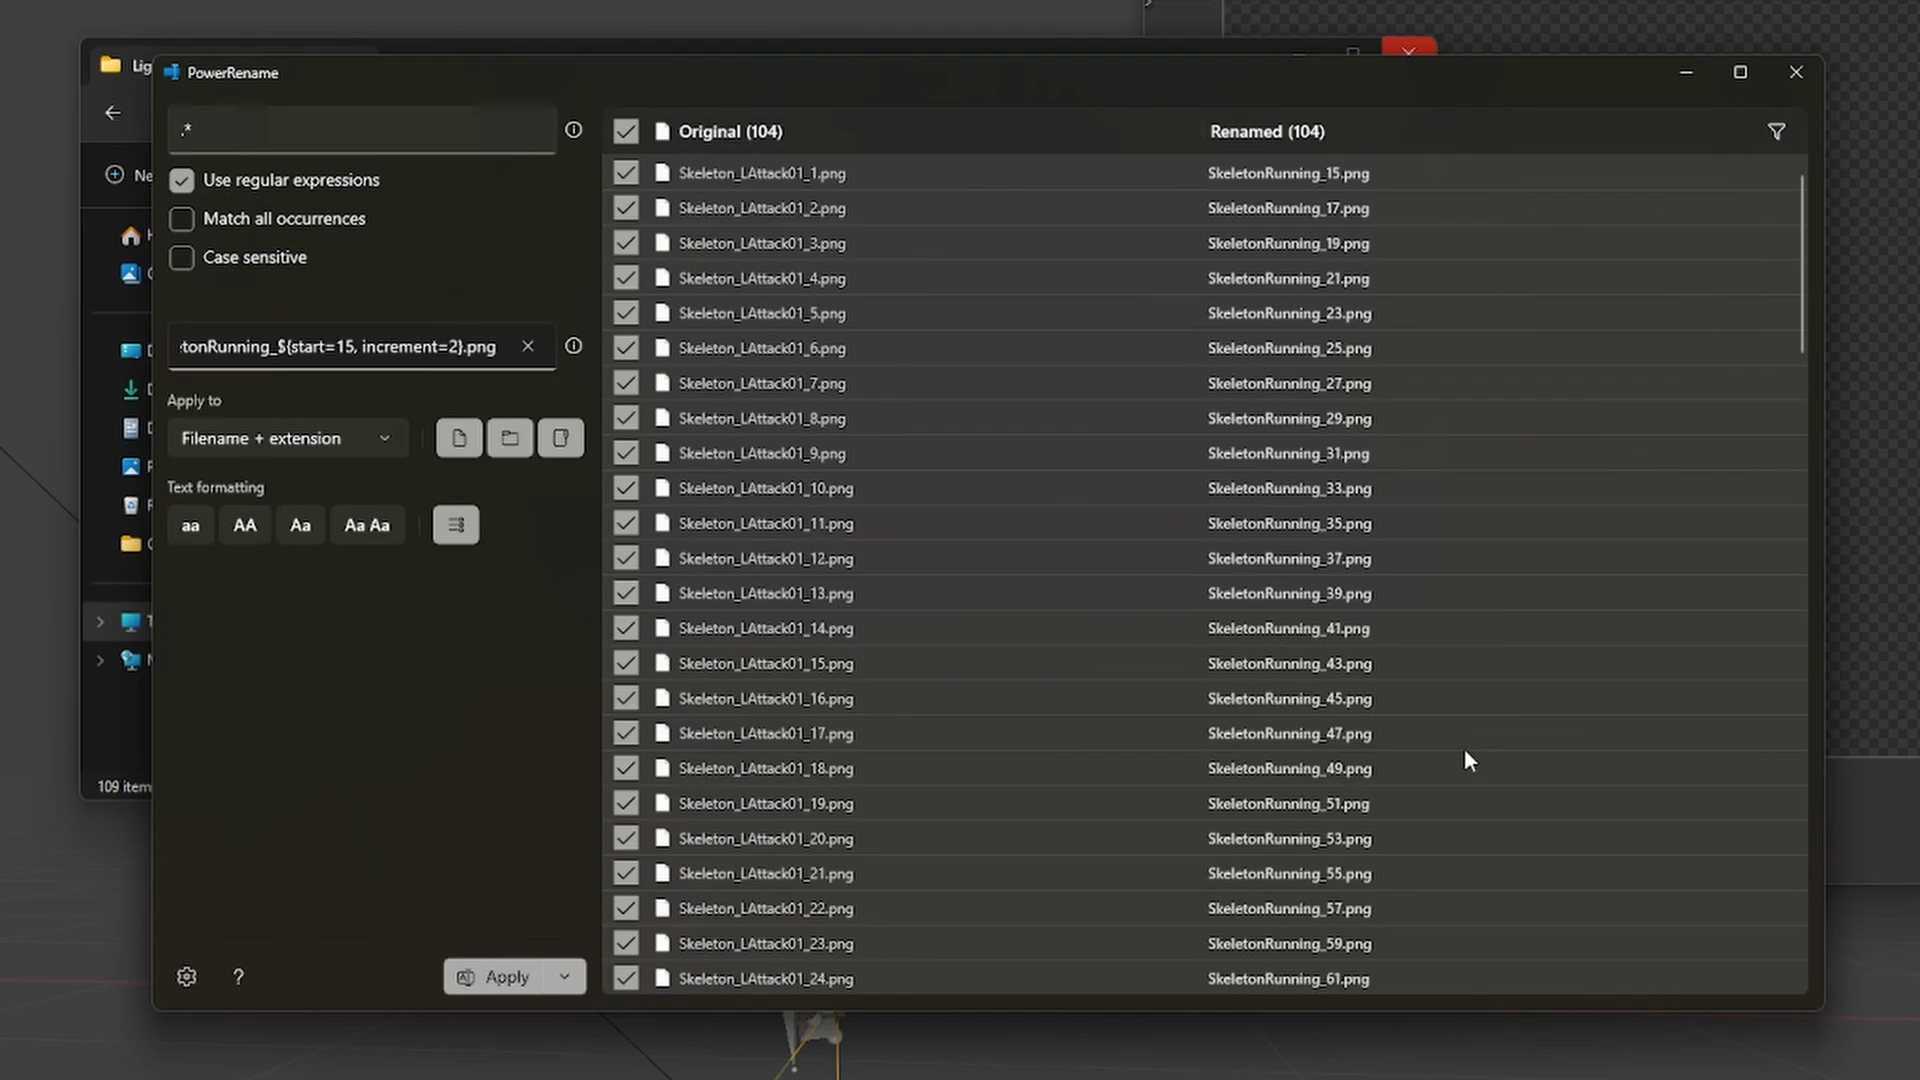 Lig
PowerRename
.*
Use regular expressions
Match all occurrences
Case sensitive
tonRunning_${start=15, increment=2}.png
Apply to
Filename + extension
Text formatting
aa AA Aa Aa Aa
Ne
109 item
? Apply
Original (104) Renamed (104)
Skeleton_LAttack01_1.png SkeletonRunning_15.png
Skeleton_LAttack01_2.png SkeletonRunning_17.png
Skeleton_LAttack01_3.png SkeletonRunning_19.png
Skeleton_LAttack01_4.png SkeletonRunning_21.png
Skeleton_LAttack01_5.png SkeletonRunning_23.png
Skeleton_LAttack01_6.png SkeletonRunning_25.png
Skeleton_LAttack01_7.png SkeletonRunning_27.png
Skeleton_LAttack01_8.png SkeletonRunning_29.png
Skeleton_LAttack01_9.png SkeletonRunning_31.png
Skeleton_LAttack01_10.png SkeletonRunning_33.png
Skeleton_LAttack01_11.png SkeletonRunning_35.png
Skeleton_LAttack01_12.png SkeletonRunning_37.png
Skeleton_LAttack01_13.png SkeletonRunning_39.png
Skeleton_LAttack01_14.png SkeletonRunning_41.png
Skeleton_LAttack01_15.png SkeletonRunning_43.png
Skeleton_LAttack01_16.png SkeletonRunning_45.png
Skeleton_LAttack01_17.png SkeletonRunning_47.png
Skeleton_LAttack01_18.png SkeletonRunning_49.png
Skeleton_LAttack01_19.png SkeletonRunning_51.png
Skeleton_LAttack01_20.png SkeletonRunning_53.png
Skeleton_LAttack01_21.png SkeletonRunning_55.png
Skeleton_LAttack01_22.png SkeletonRunning_57.png
Skeleton_LAttack01_23.png SkeletonRunning_59.png
Skeleton_LAttack01_24.png SkeletonRunning_61.png